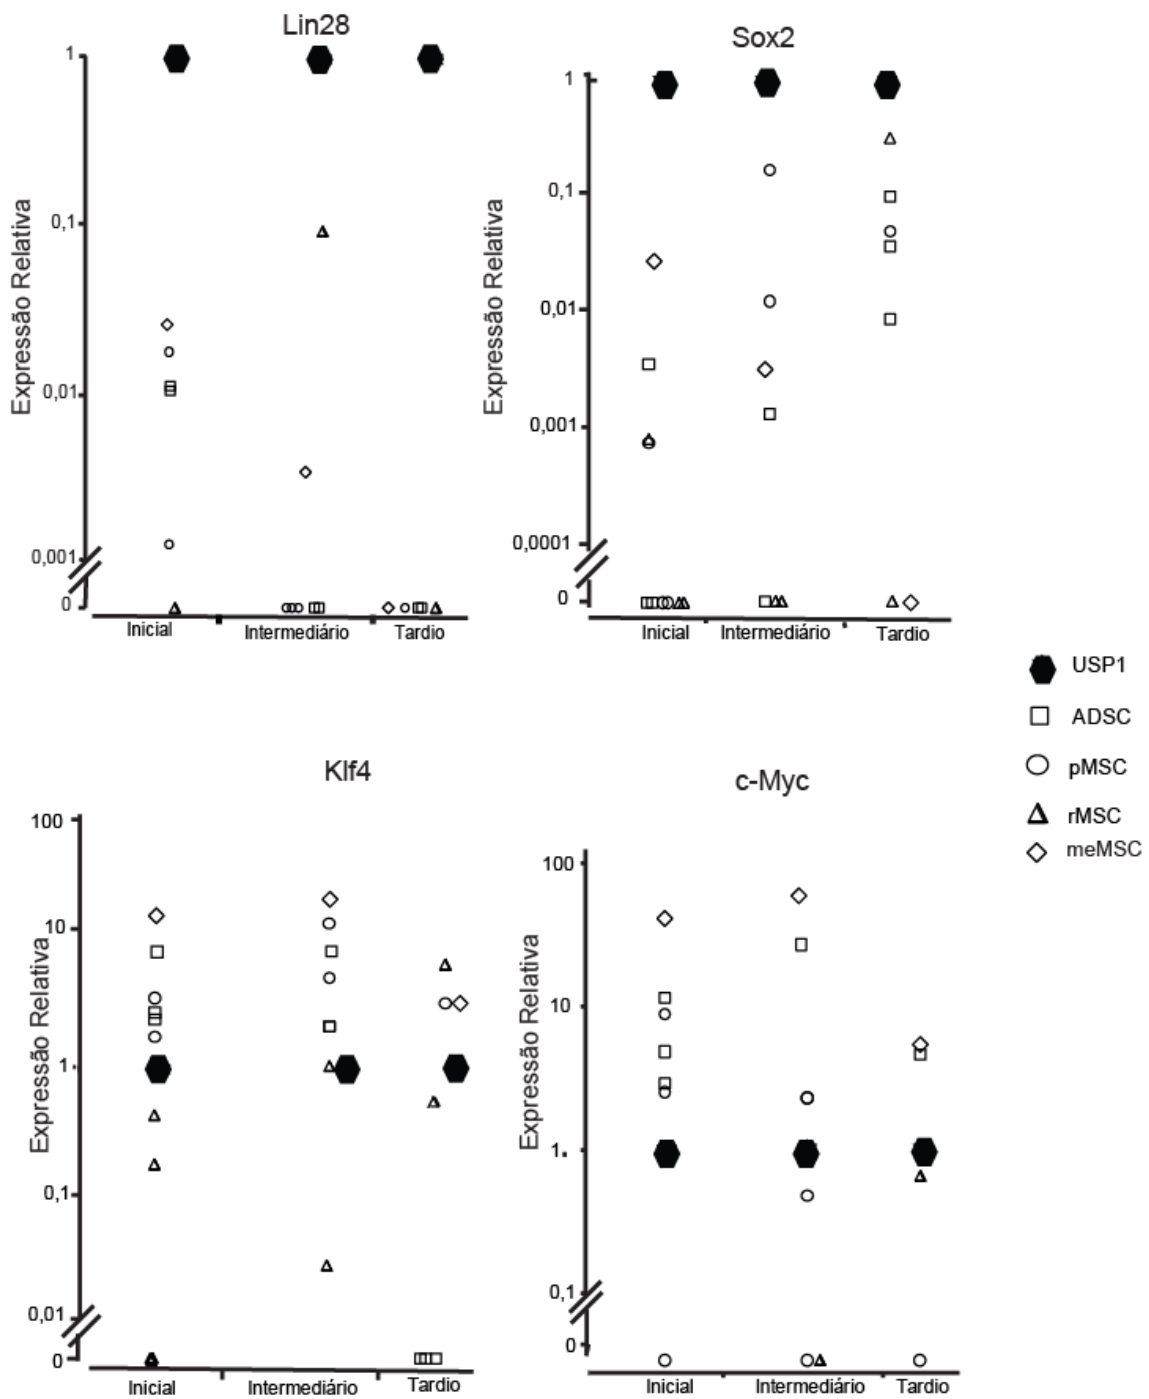 Lin28
Expressão Relativa
1
0,1
0,01
0,001
0
Inicial Intermediário Tardio
Sox2
Expressão Relativa
1
0,1
0,01
0,001
0,0001
0
Inicial Intermediário Tardio
USP1
ADSC
pMSC
rMSC
meMSC
Klf4
Expressão Relativa
100
10
1
0,1
0,01
0
Inicial Intermediário Tardio
c-Myc
Expressão Relativa
100
10
1
0,1
0
Inicial Intermediário Tardio